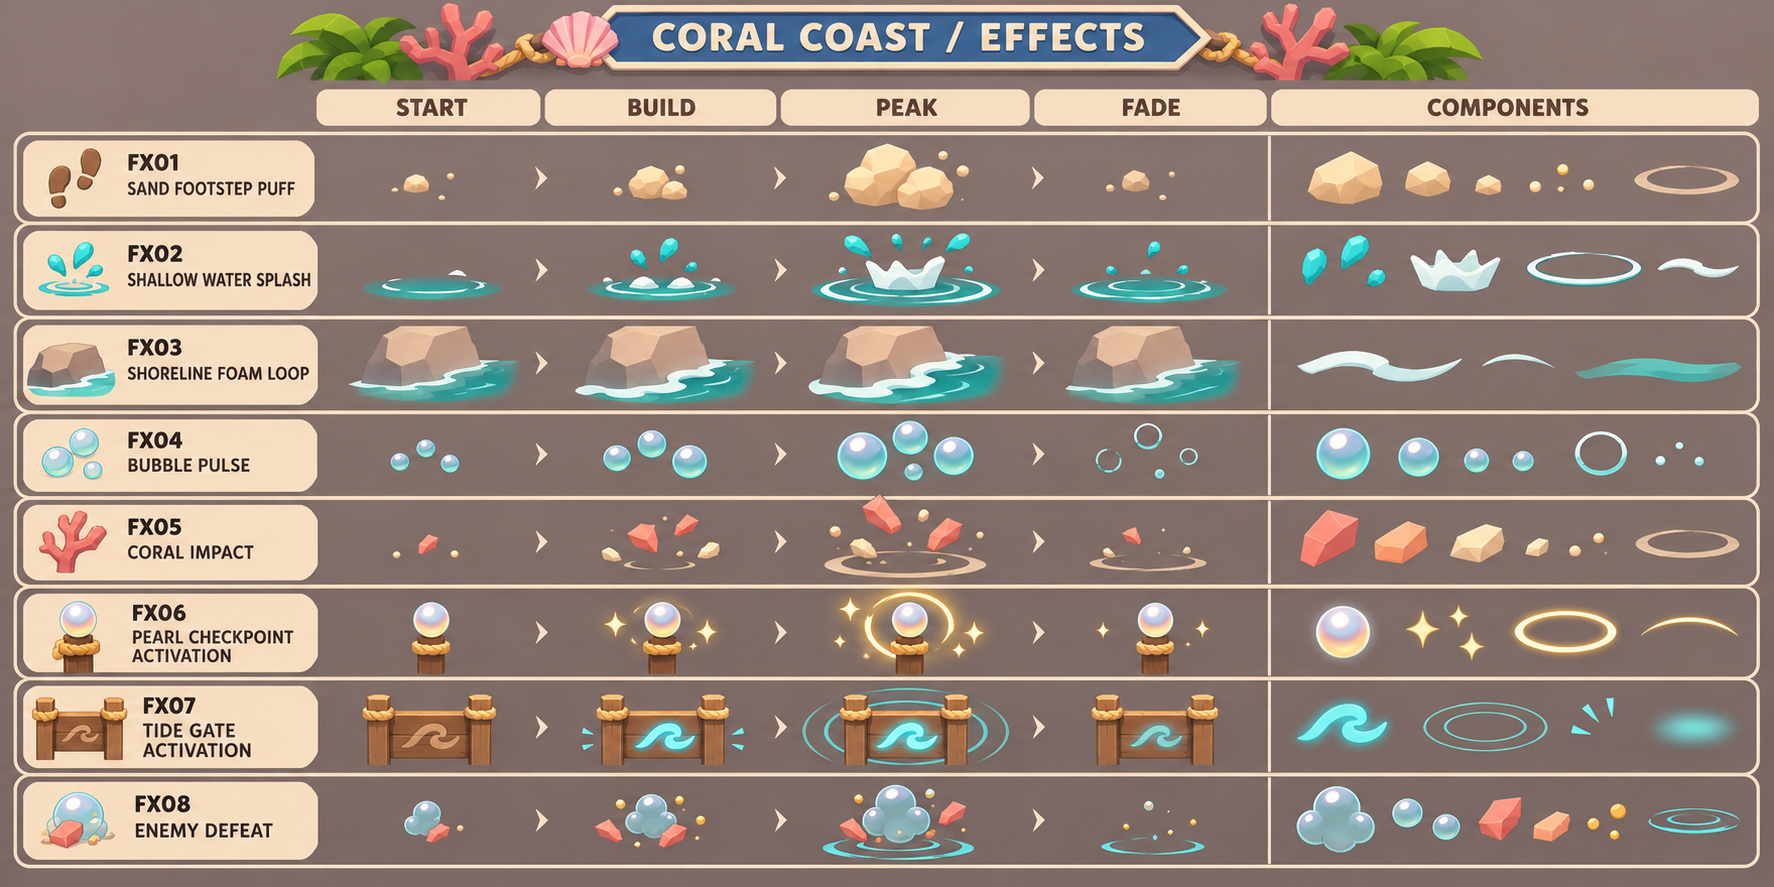 CORAL COAST / EFFECTS
START
BUILD
PEAK
FADE
COMPONENTS
FX01
SAND FOOTSTEP PUFF
FX02
SHALLOW WATER SPLASH
FX03
SHORELINE FOAM LOOP
FX04
BUBBLE PULSE
FX05
CORAL IMPACT
FX06
PEARL CHECKPOINT
ACTIVATION
FX07
TIDE GATE
ACTIVATION
FX08
ENEMY DEFEAT